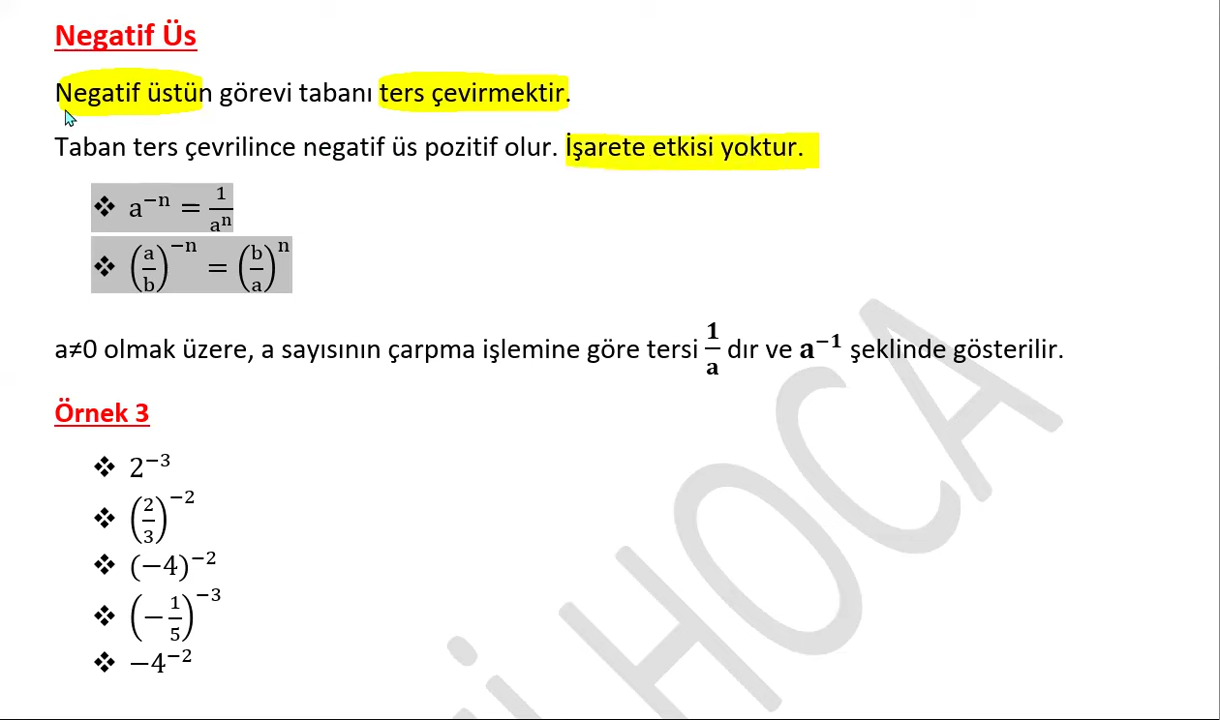 Negatif Üs
Negatif üstün görevi tabanı ters çevirmektir.
Taban ters çevrilince negatif üs pozitif olur. İşarete etkisi yoktur.
❖ a⁻ⁿ = 1/aⁿ
❖ (a/b)⁻ⁿ = (b/a)ⁿ
a≠0 olmak üzere, a sayısının çarpma işlemine göre tersi 1/a dır ve a⁻¹ şeklinde gösterilir.
Örnek 3
❖ 2⁻³
❖ (2/3)⁻²
❖ (−4)⁻²
❖ (−1/5)⁻³
❖ −4⁻²
HOCA